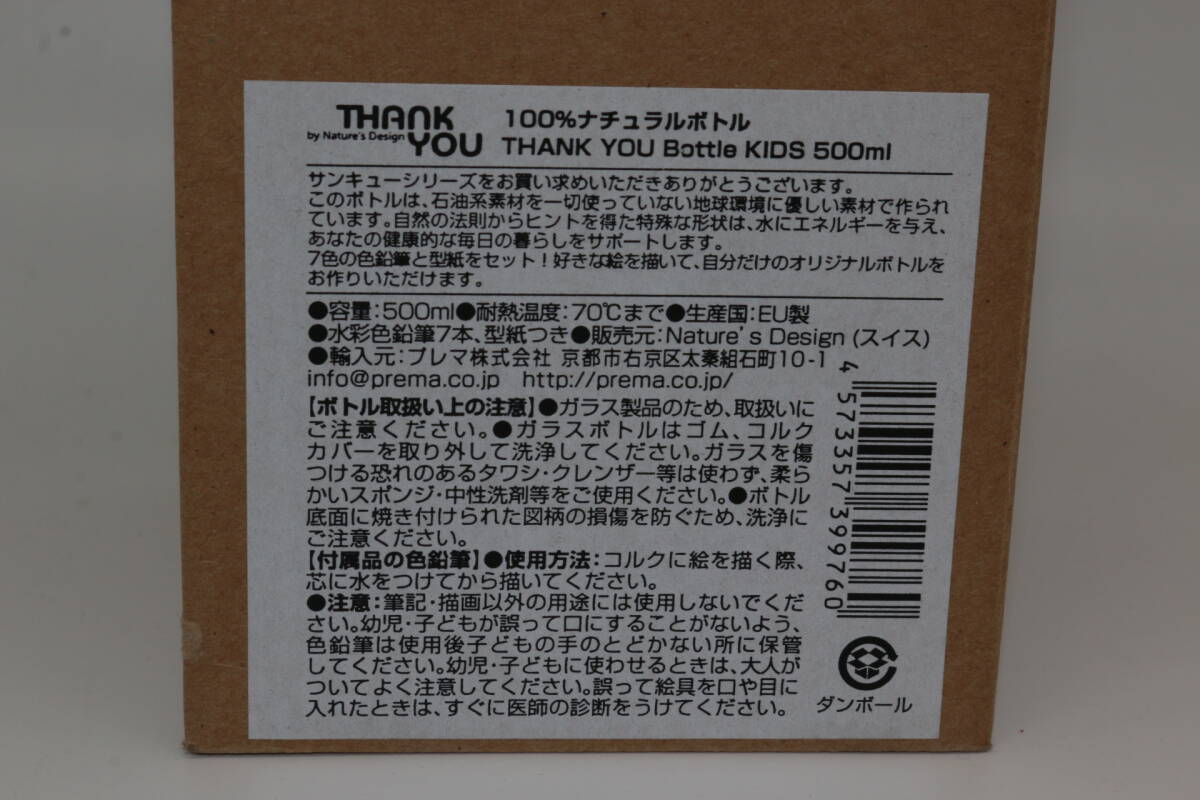 THANK YOU
by Nature's Design
100%ナチュラルボトル
THANK YOU Bottle KIDS 500ml
サンキューシリーズをお買い求めいただきありがとうございます。
このボトルは、石油系素材を一切使っていない地球環境に優しい素材で作られ
ています。自然の法則からヒントを得た特殊な形状は、水にエネルギーを与え、
あなたの健康的な毎日の暮らしをサポートします。
7色の色鉛筆と型紙をセット！好きな絵を描いて、自分だけのオリジナルボトルを
お作りいただけます。
●容量：500ml●耐熱温度：70℃まで●生産国：EU製
●水彩色鉛筆7本、型紙つき●販売元：Nature's Design (スイス)
●輸入元：プレマ株式会社 京都市右京区太秦組石町10-1
info@prema.co.jp http://prema.co.jp/
【ボトル取扱い上の注意】●ガラス製品のため、取扱いに
ご注意ください。●ガラスボトルはゴム、コルク
カバーを取り外して洗浄してください。ガラスを傷
つける恐れのあるタワシ・クレンザー等は使わず、柔ら
かいスポンジ・中性洗剤等をご使用ください。●ボトル
底面に焼き付けられた図柄の損傷を防ぐため、洗浄に
ご注意ください。
【付属品の色鉛筆】●使用方法：コルクに絵を描く際、
芯に水をつけてから描いてください。
●注意：筆記・描画以外の用途には使用しないでくだ
さい。幼児・子どもが誤って口にすることがないよう、
色鉛筆は使用後子どもの手のとどかない所に保管
してください。幼児・子どもに使わせるときは、大人が
ついてよく注意してください。誤って絵具を口や目に
入れたときは、すぐに医師の診断をうけてください。
4573357399760
ダンボール